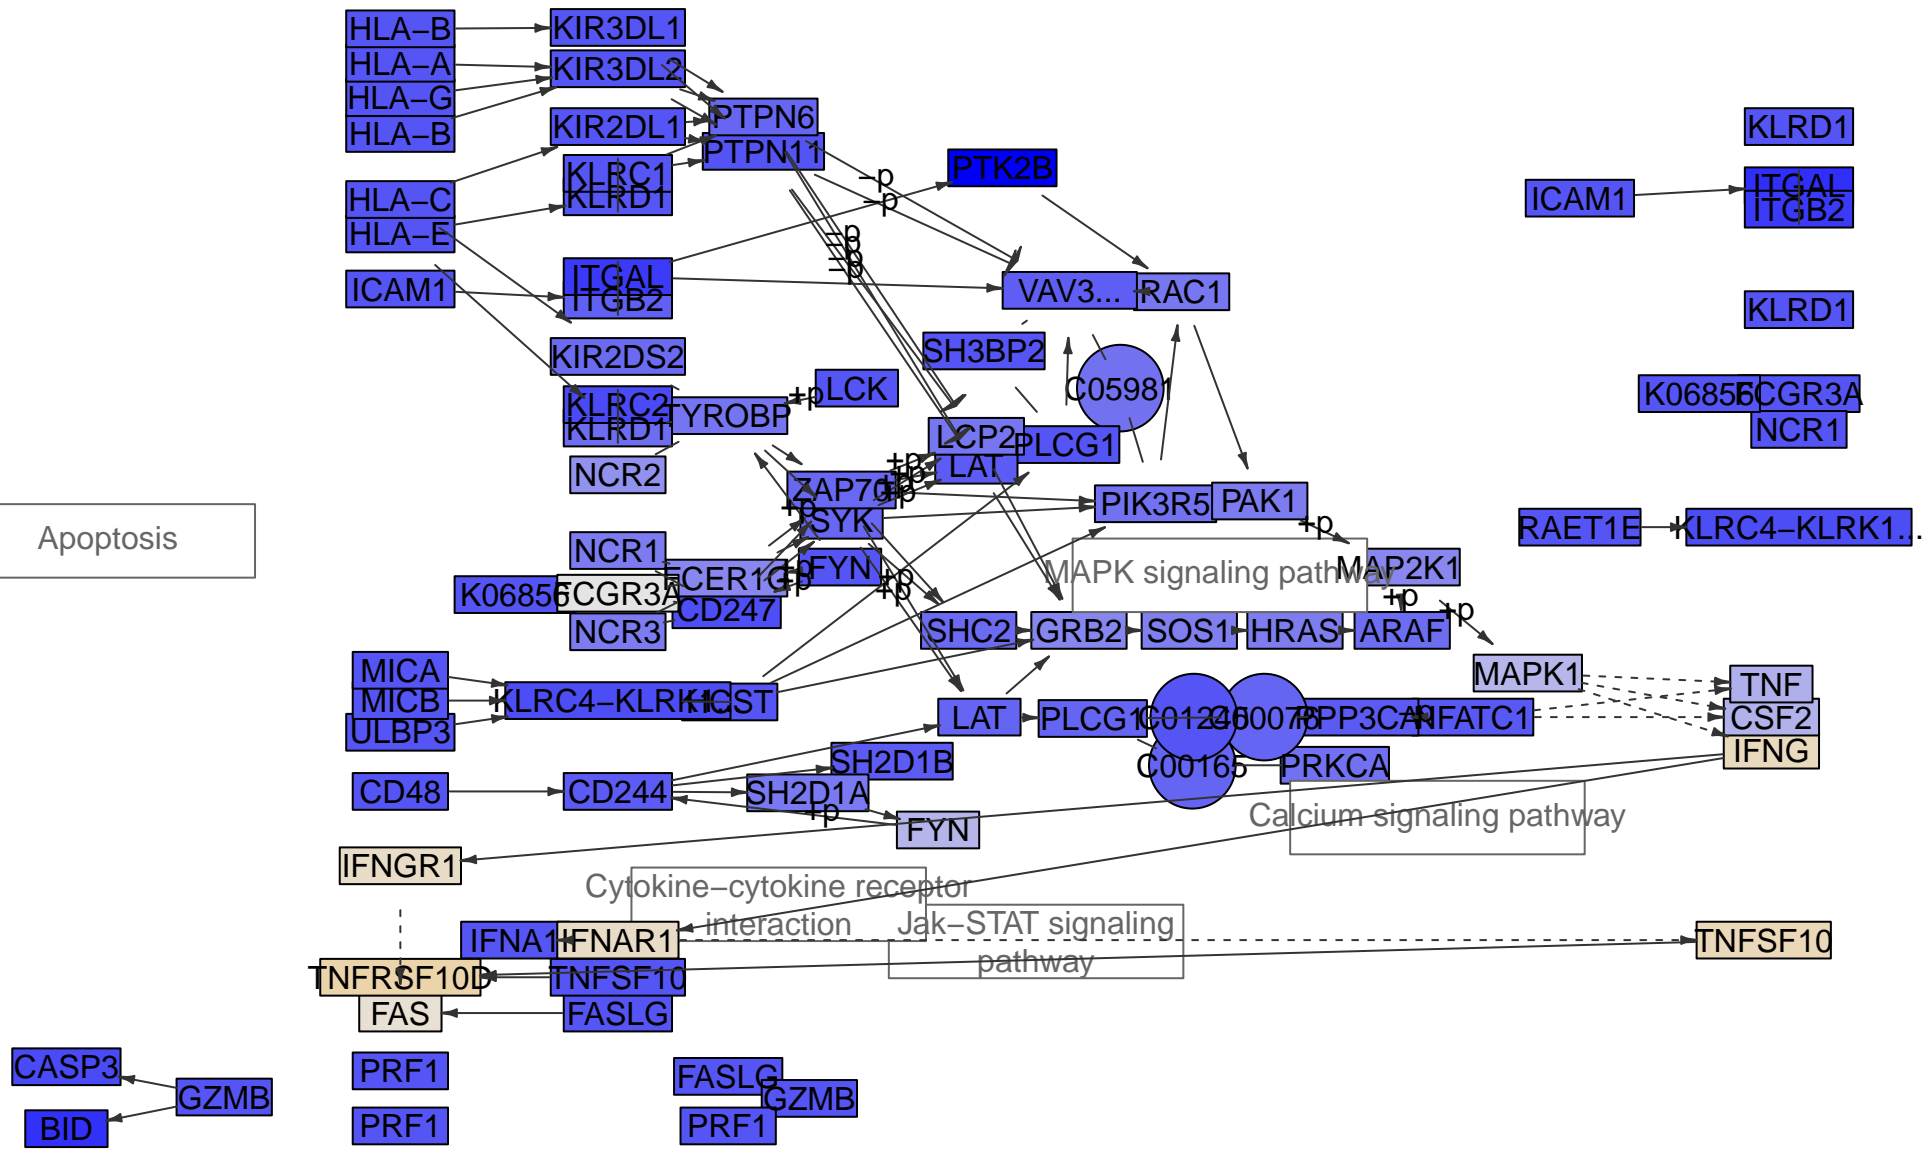 HLA−B
KIR3DL1
HLA−A
KIR3DL2
HLA−G
HLA−B
PTPN6
KIR2DL1
KLRD1
PTPN11
PTK2B
KLRC1
KLRD1
−p
−p
ITGAL
ITGB2
ICAM1
HLA−C
HLA−E
−p
−p
−p
−p
ITGAL
ITGB2
ICAM1
VAV3...
RAC1
KLRD1
SH3BP2
KIR2DS2
LCK
+p
C05981
K06856
FCGR3A
NCR1
KLRC2
KLRD1
TYROBP
LCP2
PLCG1
LAT
NCR2
+p
+p
+p
ZAP70
+p
SYK
PIK3R5
PAK1
+p
RAET1E
KLRC4−KLRK1...
Apoptosis
NCR1
FCER1G
+p
+p
FYN
+p
+p
MAPK signaling pathway
MAP2K1
K06856
FCGR3A
CD247
+p
+p
NCR3
SHC2
GRB2
SOS1
HRAS
ARAF
MICA
MICB
ULBP3
KLRC4−KLRK1...
HCST
MAPK1
TNF
CSF2
IFNG
LAT
PLCG1
C01245
C00076
PPP3CA
NFATC1
SH2D1B
C00165
PRKCA
CD48
CD244
SH2D1A
+p
FYN
Calcium signaling pathway
IFNGR1
Cytokine−cytokine receptor
interaction
Jak−STAT signaling
pathway
IFNA1
IFNAR1
TNFSF10
TNFRSF10D
TNFSF10
FAS
FASLG
CASP3
PRF1
FASLG
GZMB
GZMB
BID
PRF1
PRF1